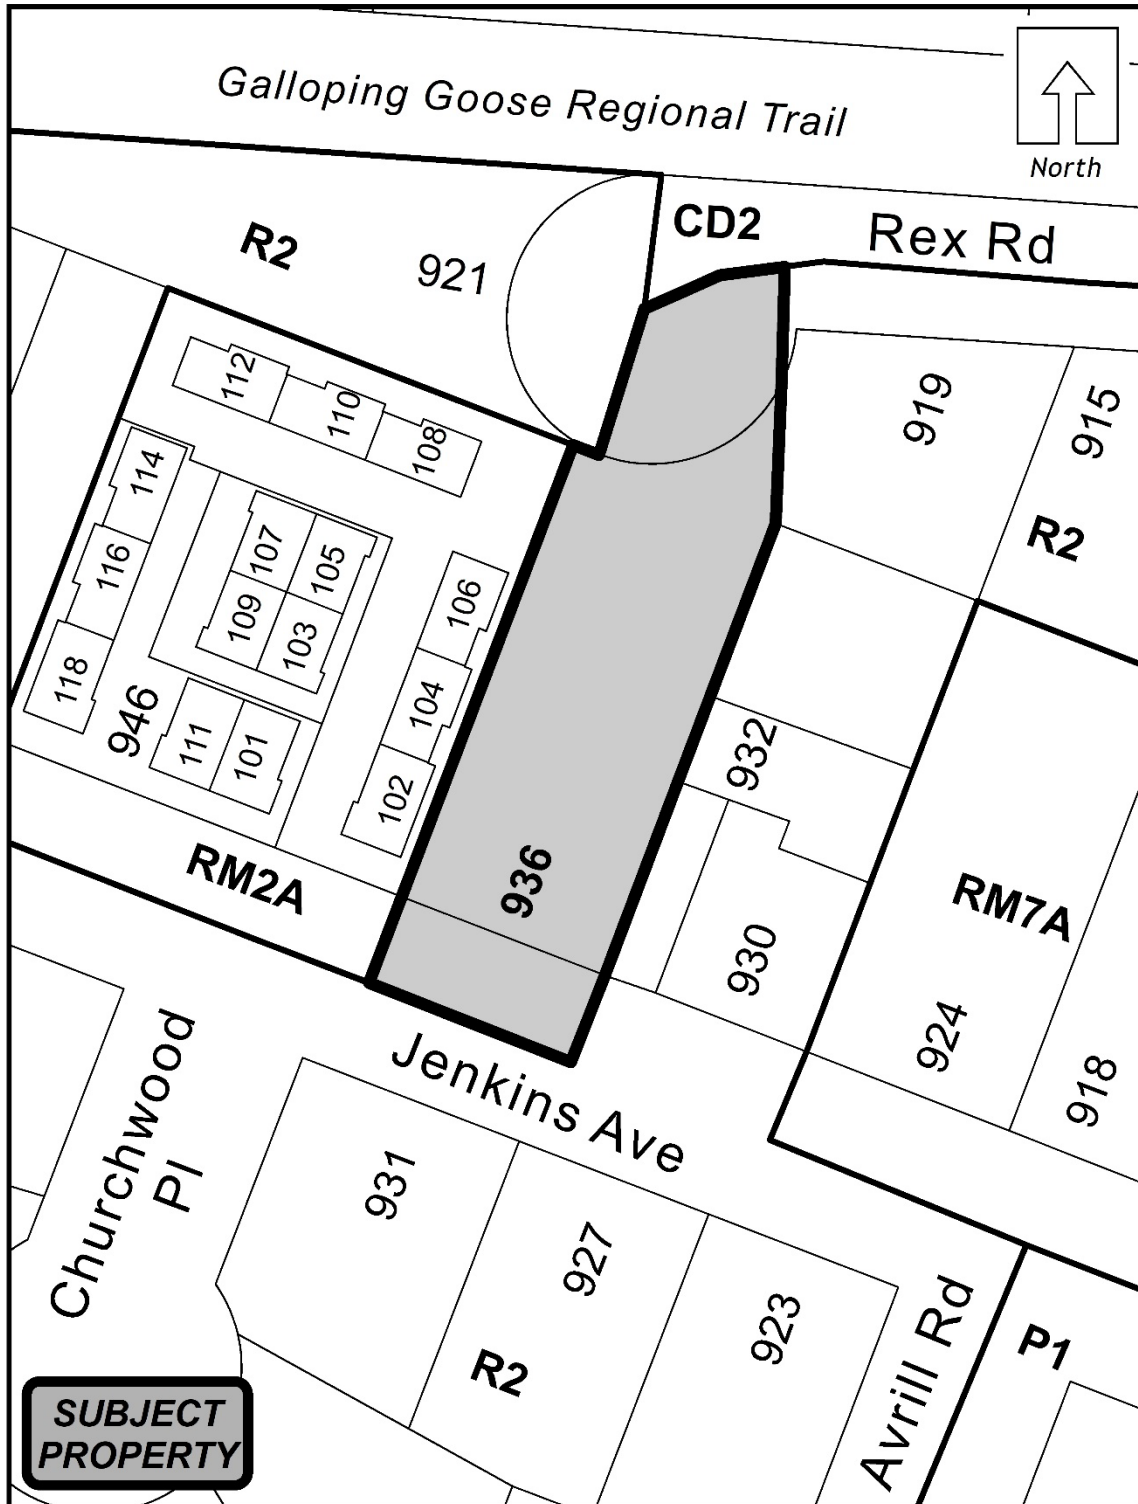 Galloping Goose Regional Trail
North
CD2
Rex Rd
R2
921
112
110
108
919
915
R2
114
116
118
107
105
109
103
106
104
102
946
111
101
932
936
RM2A
930
RM7A
924
918
Churchwood
Pl
Jenkins Ave
931
927
923
R2
Avrill Rd
P1
SUBJECT
PROPERTY